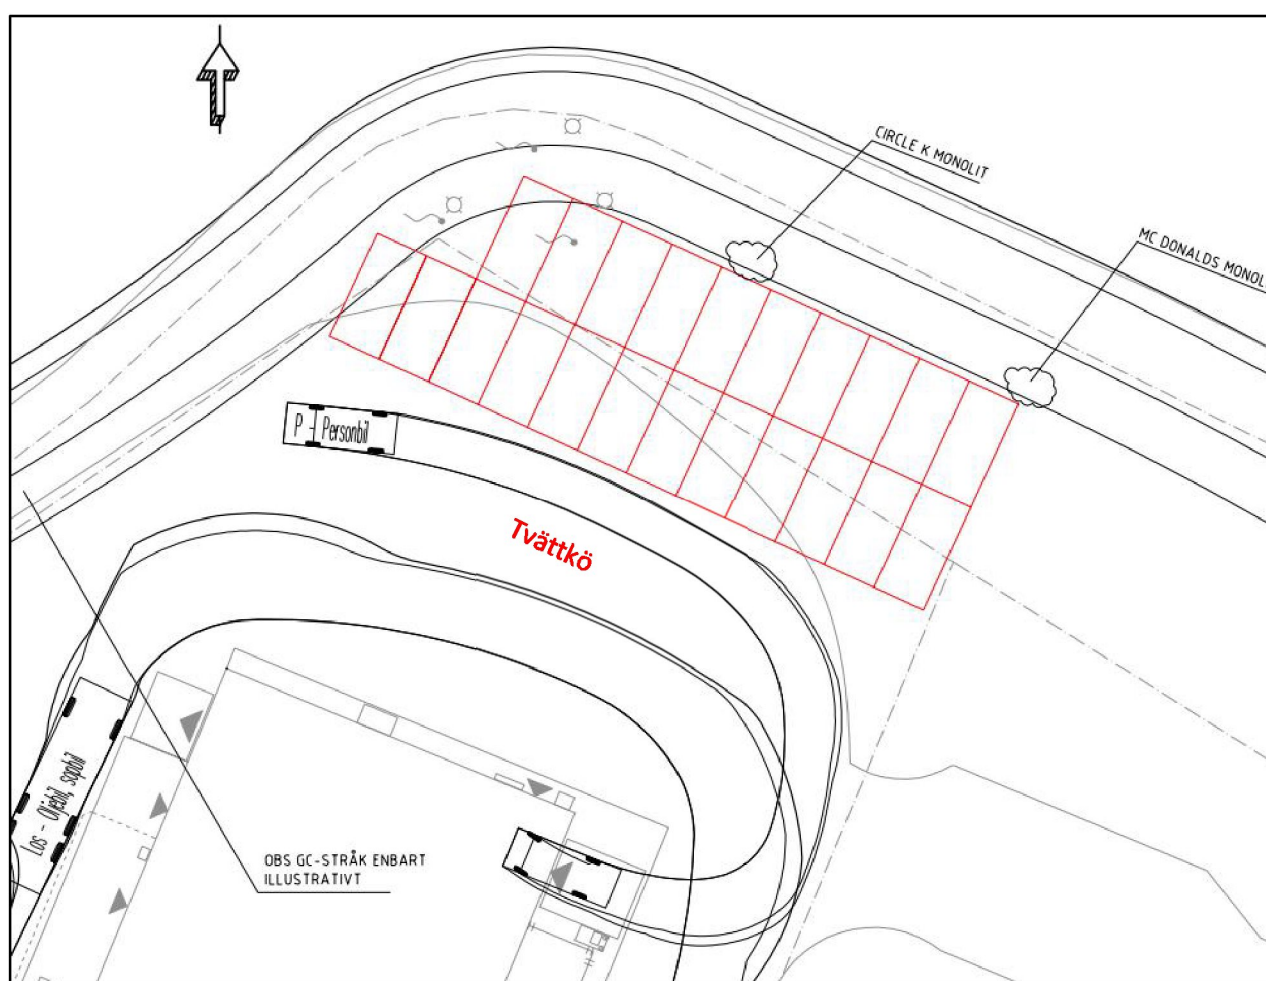 CIRCLE K MONOLIT
MC DONALDS MONOL
P - Personbil
Tvättkö
Los - Oljebil, sopbil
OBS GC-STRÅK ENBART
ILLUSTRATIVT